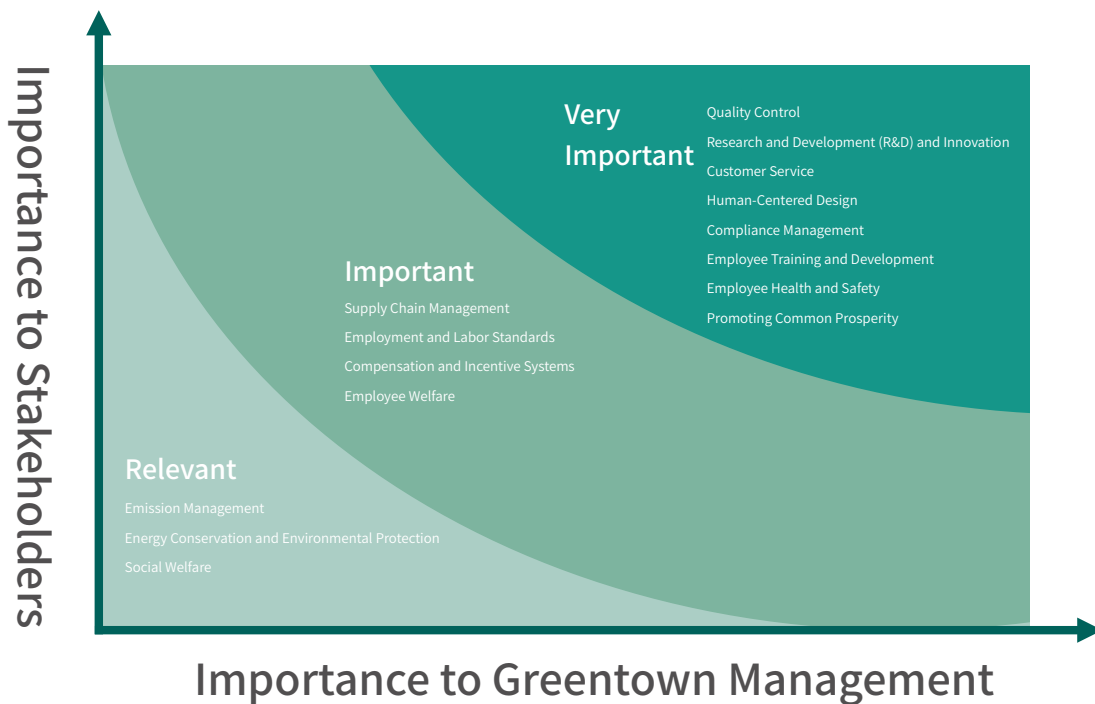 Importance to Stakeholders
Very
Important
Quality Control
Research and Development (R&D) and Innovation
Customer Service
Human-Centered Design
Compliance Management
Employee Training and Development
Employee Health and Safety
Promoting Common Prosperity
Important
Supply Chain Management
Employment and Labor Standards
Compensation and Incentive Systems
Employee Welfare
Relevant
Emission Management
Energy Conservation and Environmental Protection
Social Welfare
Importance to Greentown Management